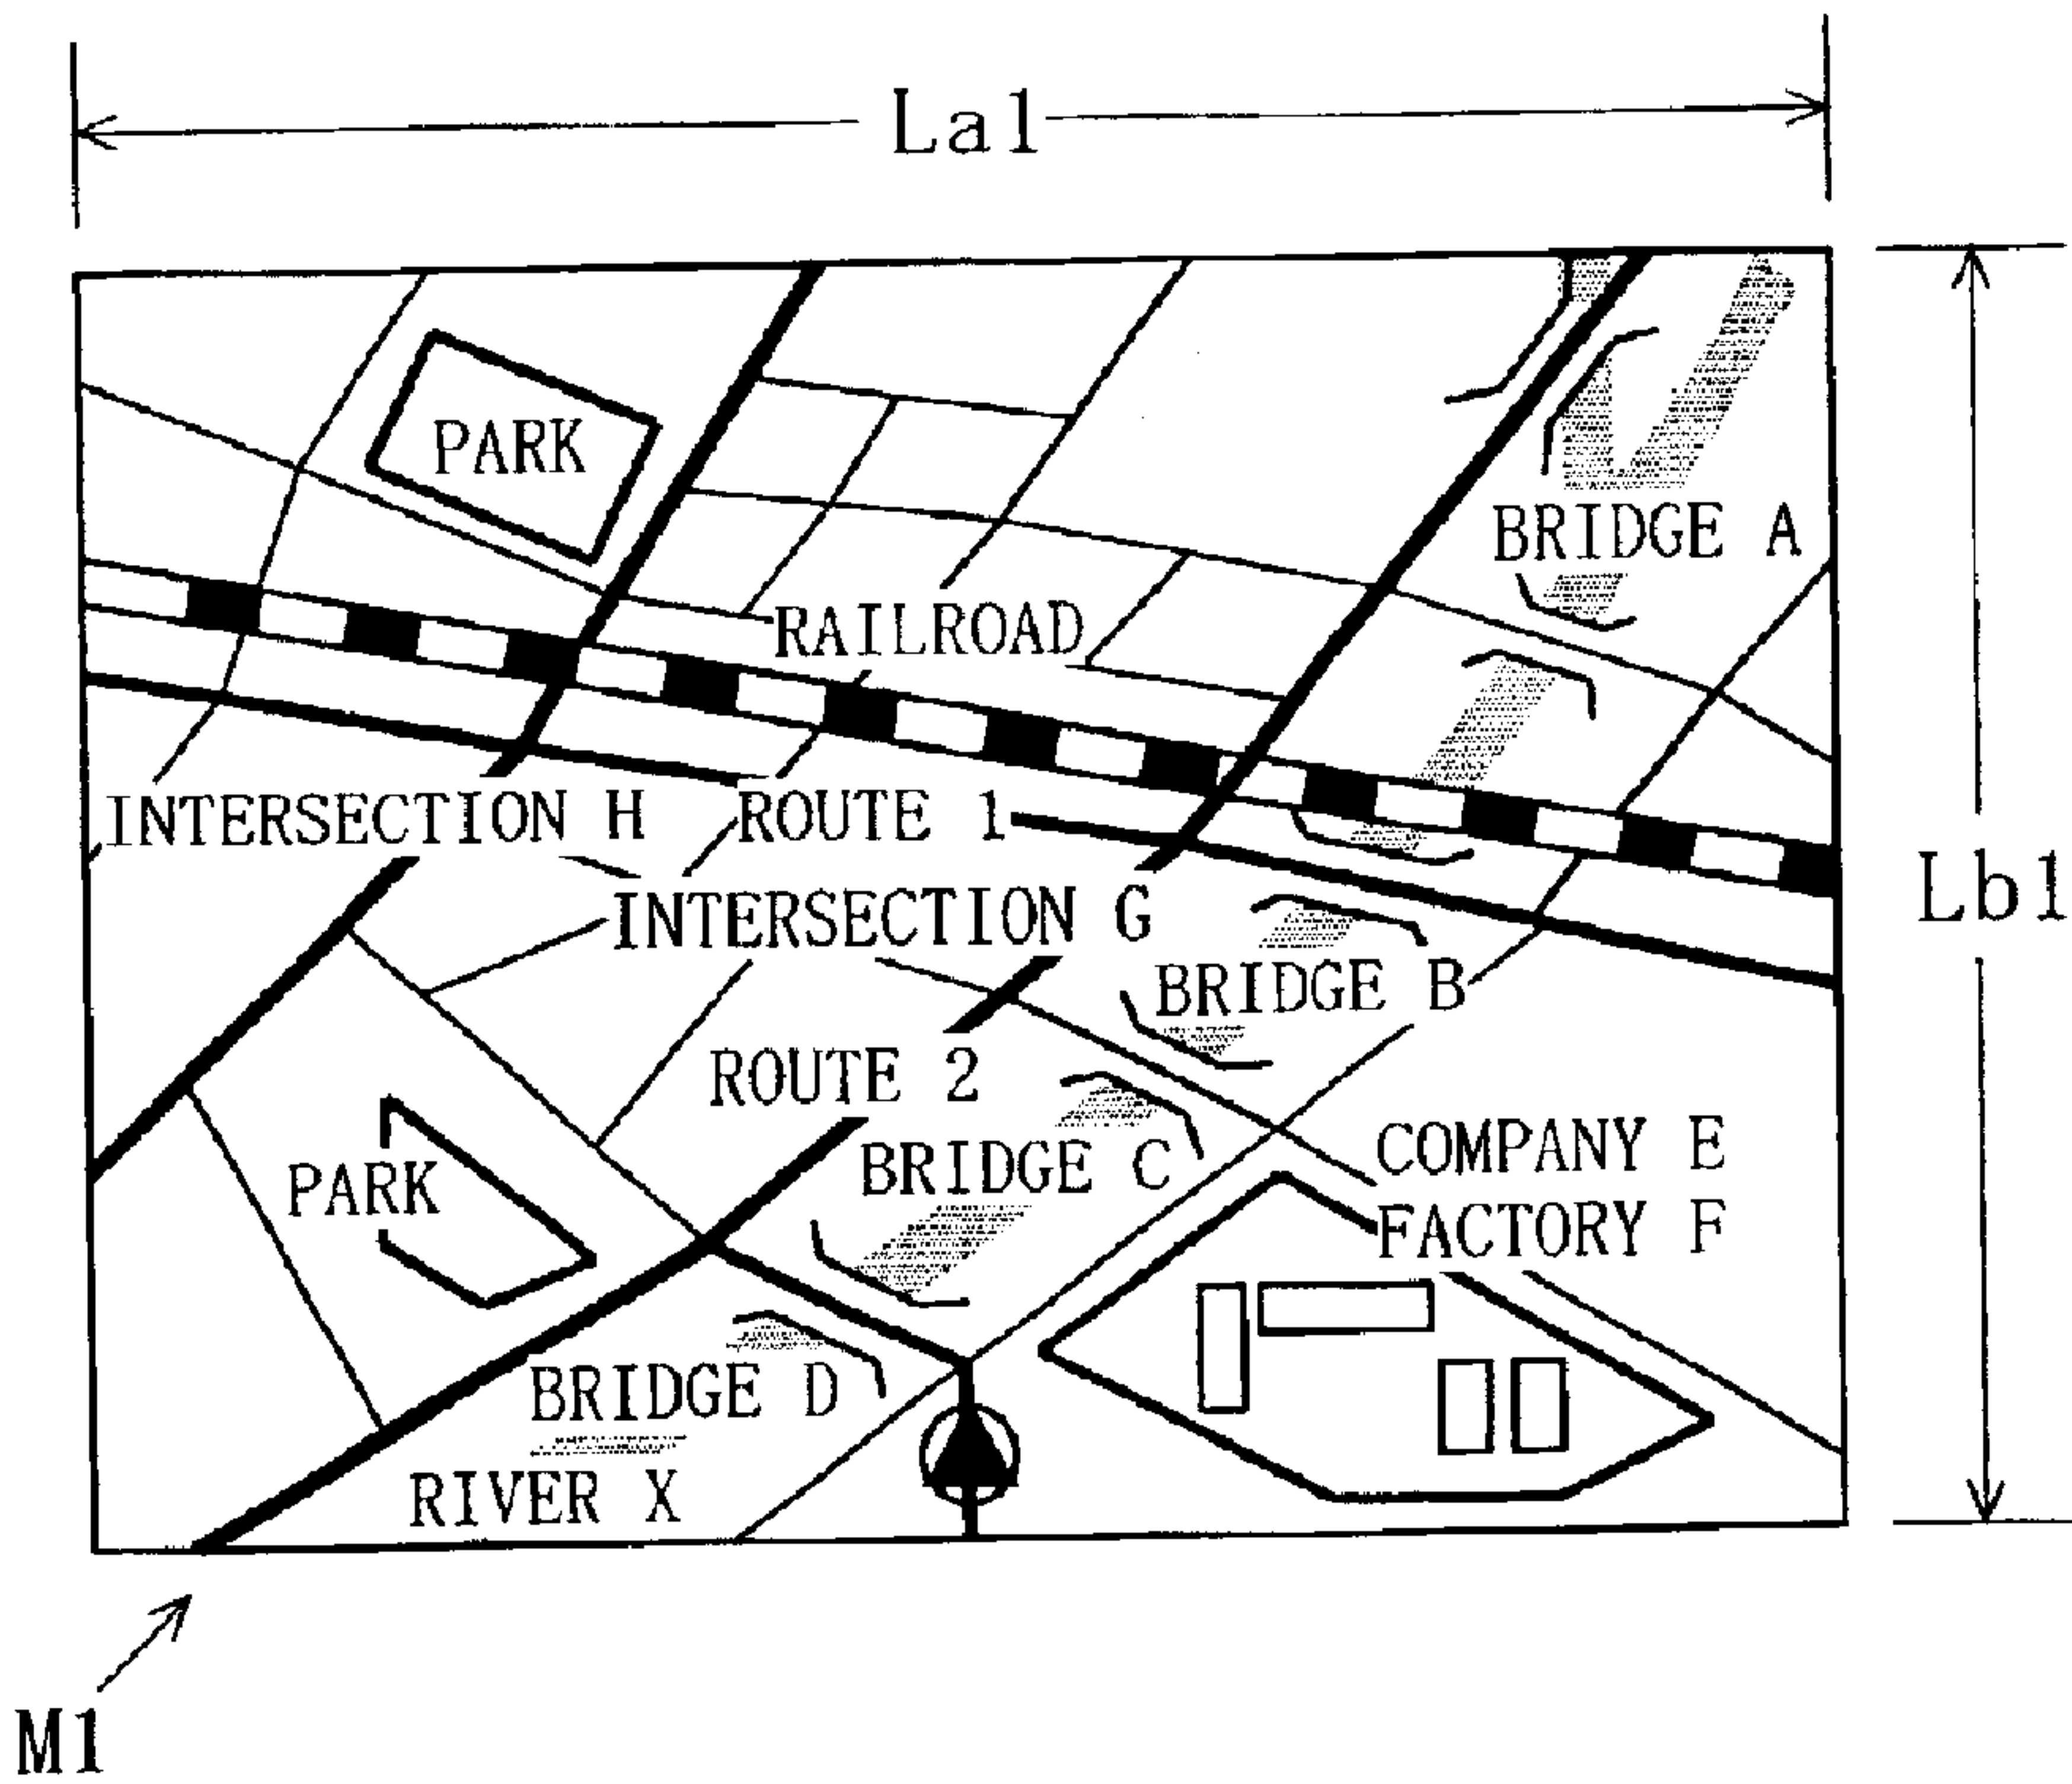 La1
PARK
BRIDGE A
RAILROAD
INTERSECTION H
ROUTE 1
Lb1
INTERSECTION G
BRIDGE B
ROUTE 2
COMPANY E
BRIDGE C
PARK
FACTORY F
BRIDGE D
RIVER X
M1